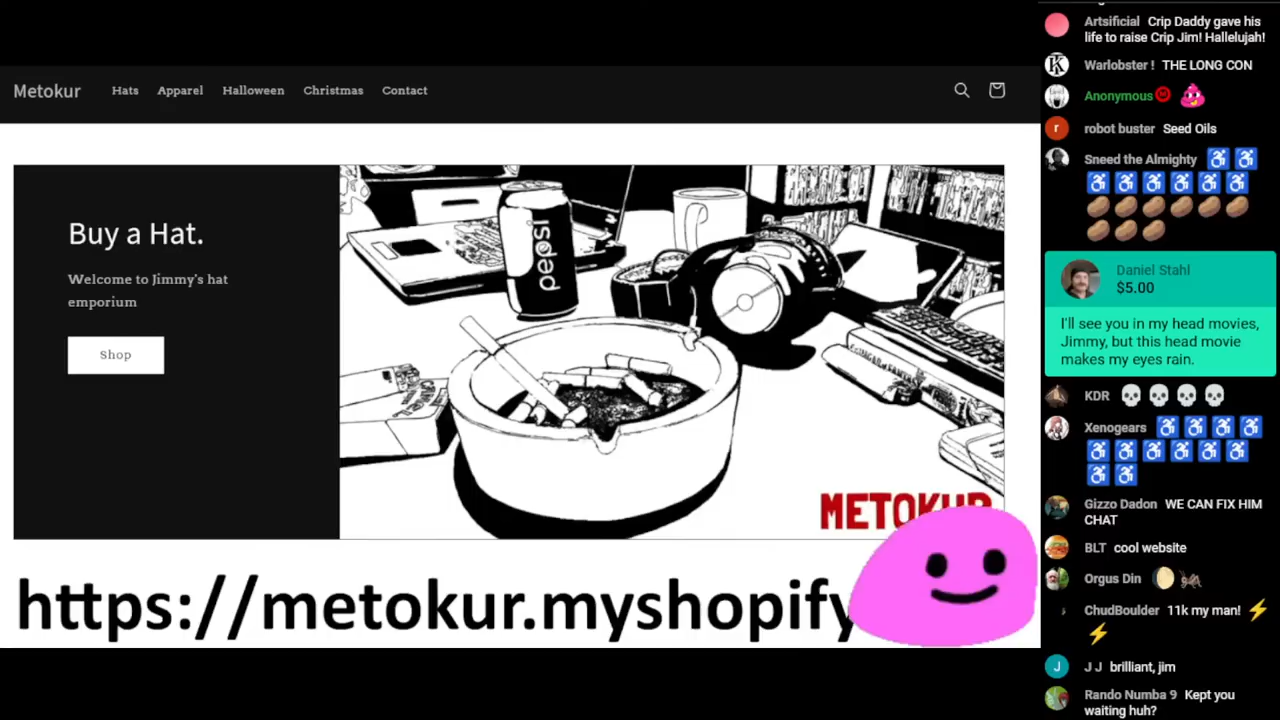 Metokur
Hats
Apparel
Halloween
Christmas
Contact
Buy a Hat.
Welcome to Jimmy's hat
emporium
Shop
pepsi
METOKUR
https://metokur.myshopify
Artsificial Crip Daddy gave his
life to raise Crip Jim! Hallelujah!
Warlobster ! THE LONG CON
Anonymous
robot buster Seed Oils
Sneed the Almighty
Daniel Stahl
$5.00
I'll see you in my head movies,
Jimmy, but this head movie
makes my eyes rain.
KDR
Xenogears
Gizzo Dadon WE CAN FIX HIM
CHAT
BLT cool website
Orgus Din
ChudBoulder 11k my man!
J J brilliant, jim
Rando Numba 9 Kept you
waiting huh?